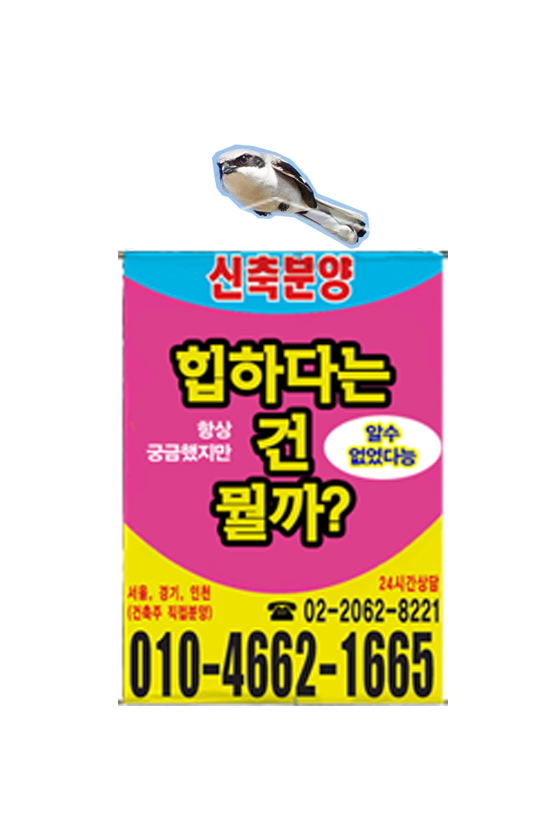 신축분양
힙하다는
항상
궁금했지만
건
알수
없었다능
뭘까?
서울, 경기, 인천
(건축주 직접분양)
24시간상담
☎ 02-2062-8221
010-4662-1665